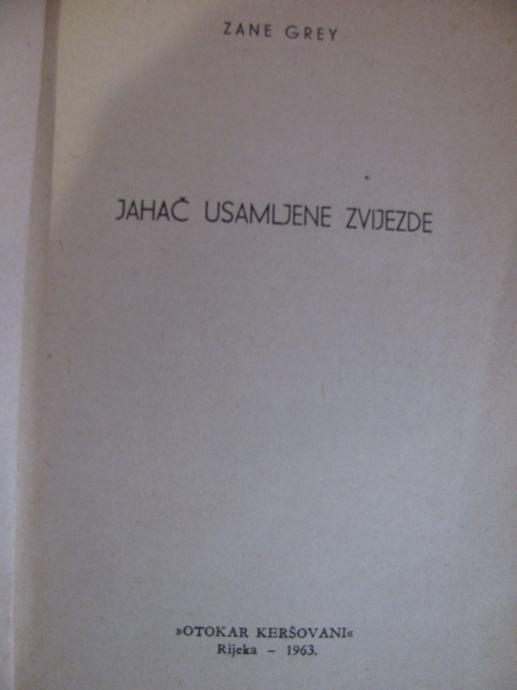 ZANE GREY
JAHAČ USAMLJENE ZVIJEZDE
»OTOKAR KERŠOVANI«
Rijeka – 1963.